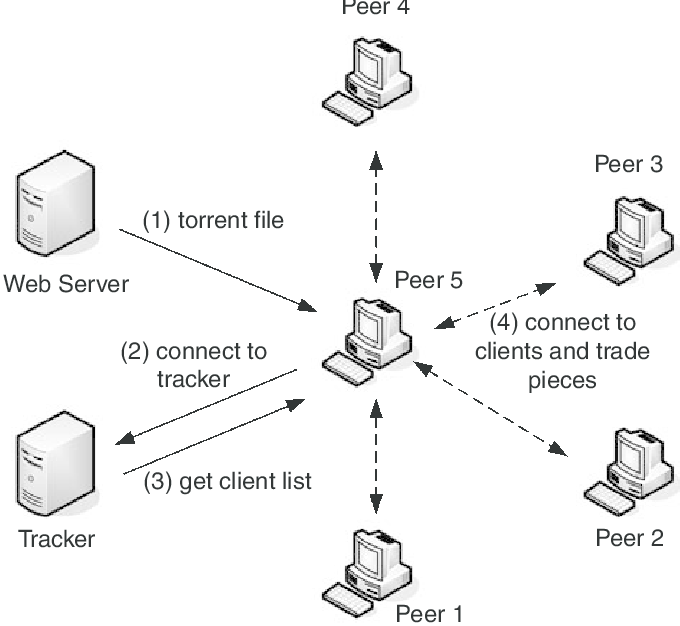 Peer 4
Peer 3
(1) torrent file
Web Server
Peer 5
(4) connect to
clients and trade
pieces
(2) connect to
tracker
(3) get client list
Tracker
Peer 2
Peer 1